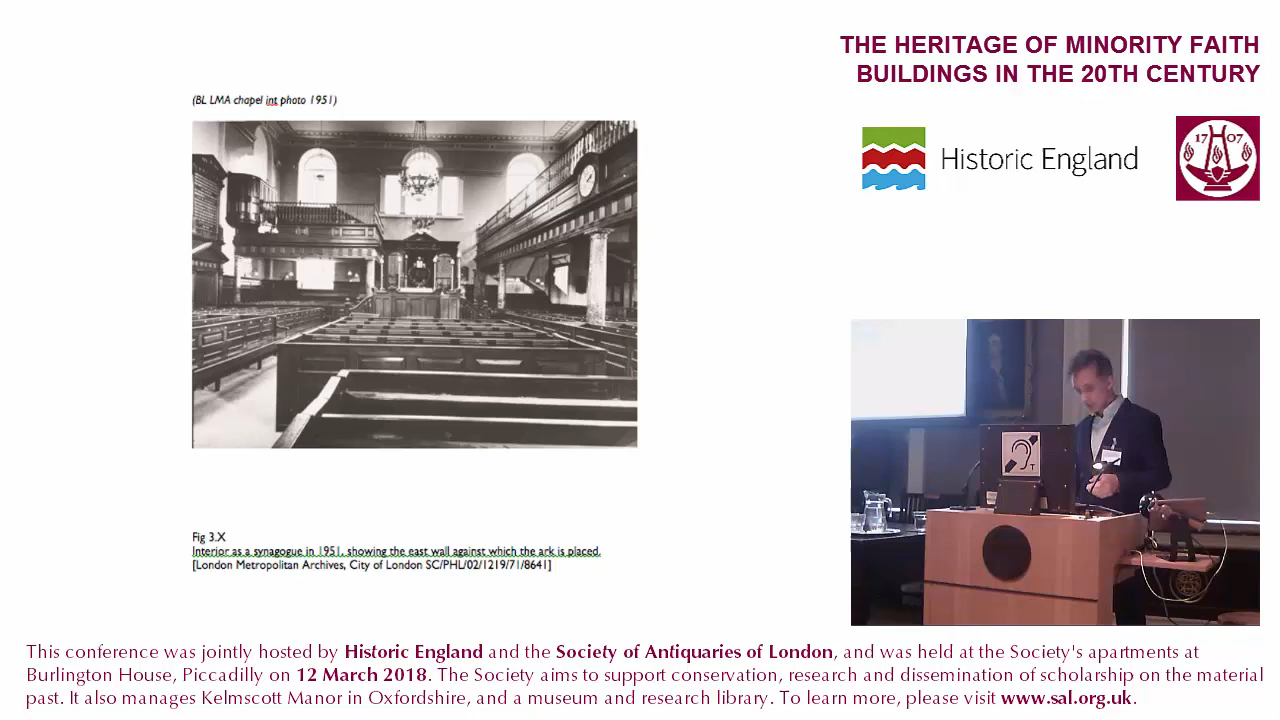 THE HERITAGE OF MINORITY FAITH
BUILDINGS IN THE 20TH CENTURY
(BL LMA chapel int photo 1951)
Historic England
17 07
T
Fig 3.X
Interior as a synagogue in 1951, showing the east wall against which the ark is placed.
[London Metropolitan Archives, City of London SC/PHL/02/1219/71/8641]
This conference was jointly hosted by Historic England and the Society of Antiquaries of London, and was held at the Society's apartments at
Burlington House, Piccadilly on 12 March 2018. The Society aims to support conservation, research and dissemination of scholarship on the material
past. It also manages Kelmscott Manor in Oxfordshire, and a museum and research library. To learn more, please visit www.sal.org.uk.